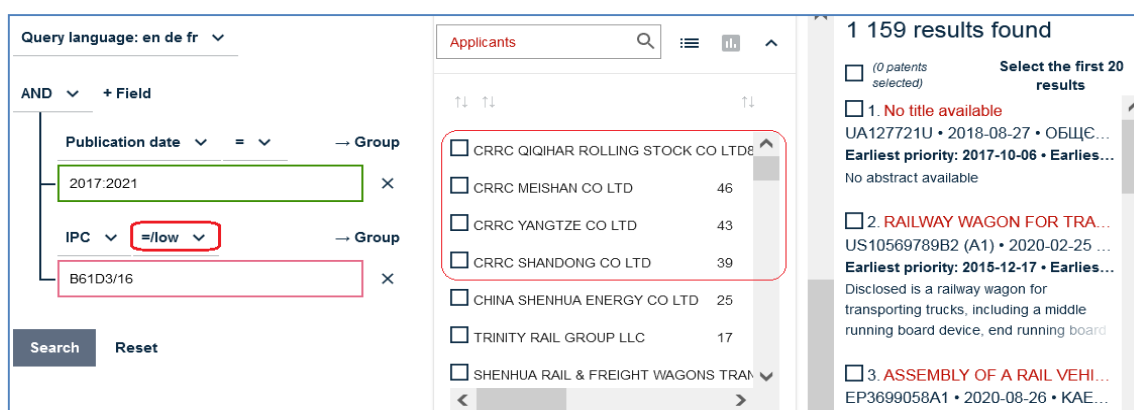 Query language: en de fr
AND + Field
Publication date = → Group
2017:2021
IPC =/low → Group
B61D3/16
Search Reset
Applicants
CRRC QIQIHAR ROLLING STOCK CO LTD8
CRRC MEISHAN CO LTD 46
CRRC YANGTZE CO LTD 43
CRRC SHANDONG CO LTD 39
CHINA SHENHUA ENERGY CO LTD 25
TRINITY RAIL GROUP LLC 17
SHENHUA RAIL & FREIGHT WAGONS TRAN
1 159 results found
(0 patents
selected)
Select the first 20
results
1. No title available
UA127721U • 2018-08-27 • ОБЩЄ...
Earliest priority: 2017-10-06 • Earlies...
No abstract available
2. RAILWAY WAGON FOR TRA...
US10569789B2 (A1) • 2020-02-25 ...
Earliest priority: 2015-12-17 • Earlies...
Disclosed is a railway wagon for
transporting trucks, including a middle
running board device, end running board
3. ASSEMBLY OF A RAIL VEHI...
EP3699058A1 • 2020-08-26 • KAE...